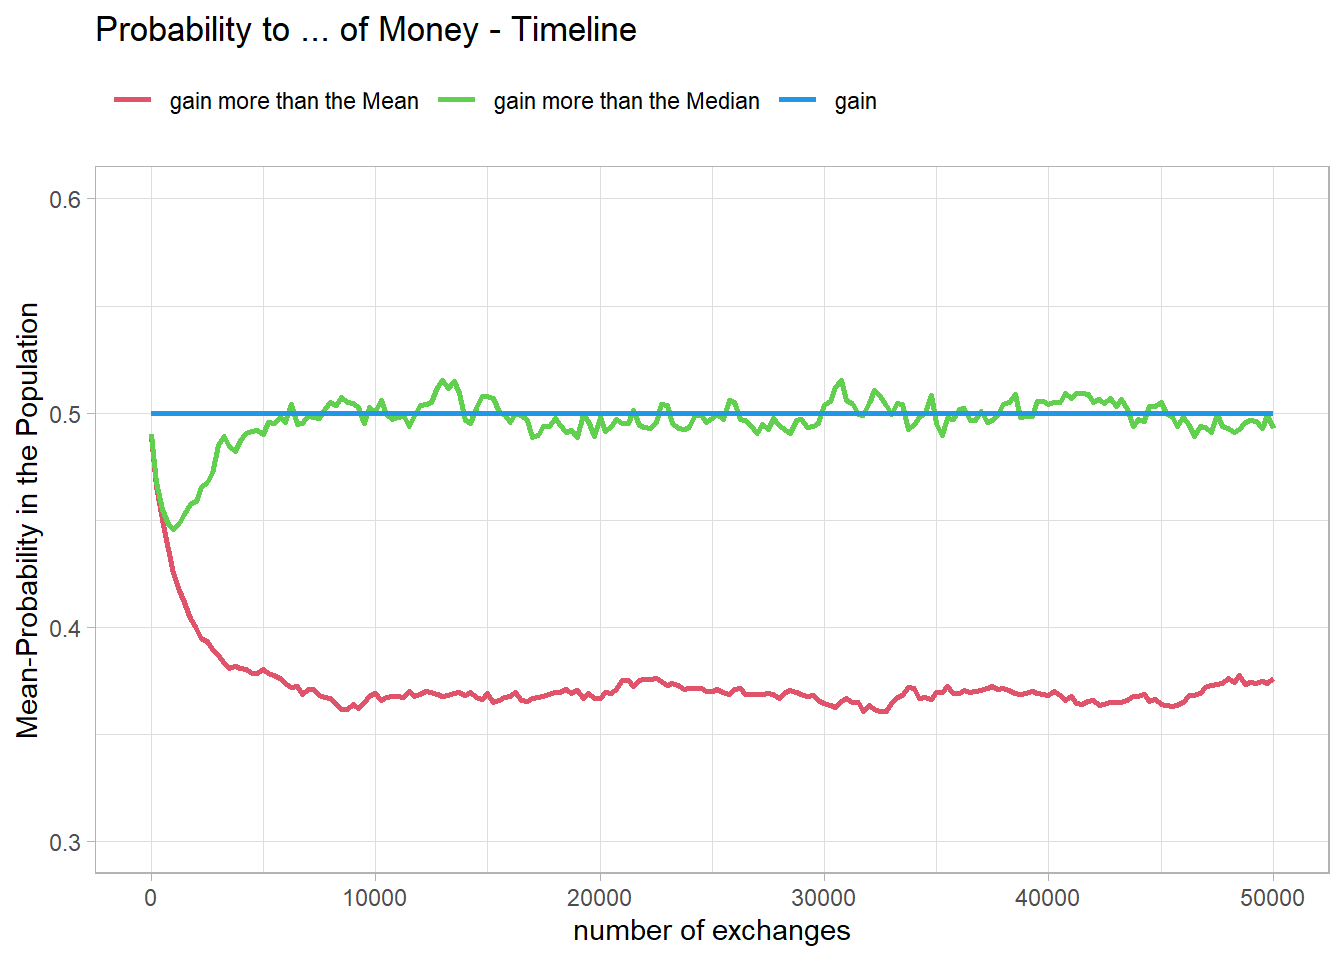 Probability to ... of Money - Timeline
gain more than the Mean gain more than the Median gain
Mean-Probability in the Population
0.6
0.5
0.4
0.3
0 10000 20000 30000 40000 50000
number of exchanges